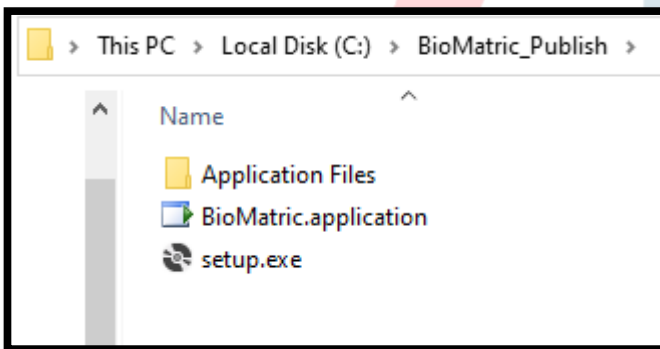 This PC > Local Disk (C:) > BioMatric_Publish >
Name
Application Files
BioMatric.application
setup.exe